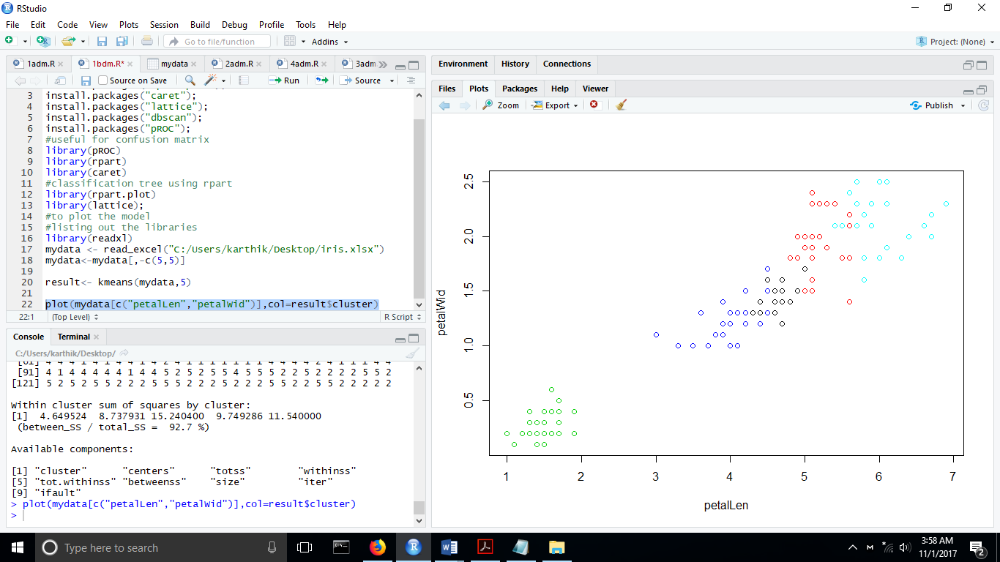 RStudio
File Edit Code View Plots Session Build Debug Profile Tools Help
Go to file/function Addins Project: (None)
1adm.R 1bdm.R* mydata 2adm.R 4adm.R 3adm
Source on Save Run Source
3 install.packages("caret");
4 install.packages("lattice");
5 install.packages("dbscan");
6 install.packages("pROC");
7 #useful for confusion matrix
8 library(pROC)
9 library(rpart)
10 library(caret)
11 #classification tree using rpart
12 library(rpart.plot)
13 library(lattice);
14 #to plot the model
15 #listing out the libraries
16 library(readxl)
17 mydata <- read_excel("C:/Users/karthik/Desktop/iris.xlsx")
18 mydata<-mydata[,-c(5,5)]
19
20 result<- kmeans(mydata,5)
21
22 plot(mydata[c("petalLen","petalWid")],col=result$cluster)
22:1 (Top Level) R Script
Console Terminal
C:/Users/karthik/Desktop/
[91] 4 1 4 4 4 4 4 1 4 4 5 2 5 2 5 5 4 5 5 5 2 2 5 2 2 2 5 5 2
[121] 5 2 5 2 5 5 2 2 2 5 5 5 2 2 2 5 5 2 2 5 2 5 5 2 2 2 2
Within cluster sum of squares by cluster:
[1] 4.649524 8.737931 15.240400 9.749286 11.540000
(between_SS / total_SS = 92.7 %)
Available components:
[1] "cluster" "centers" "totss" "withinss"
[5] "tot.withinss" "betweenss" "size" "iter"
[9] "ifault"
> plot(mydata[c("petalLen","petalWid")],col=result$cluster)
>
Environment History Connections
Files Plots Packages Help Viewer
Zoom Export Publish
2.5
2.0
1.5
1.0
0.5
petalWid
1 2 3 4 5 6 7
petalLen
Type here to search
3:58 AM
11/1/2017
2